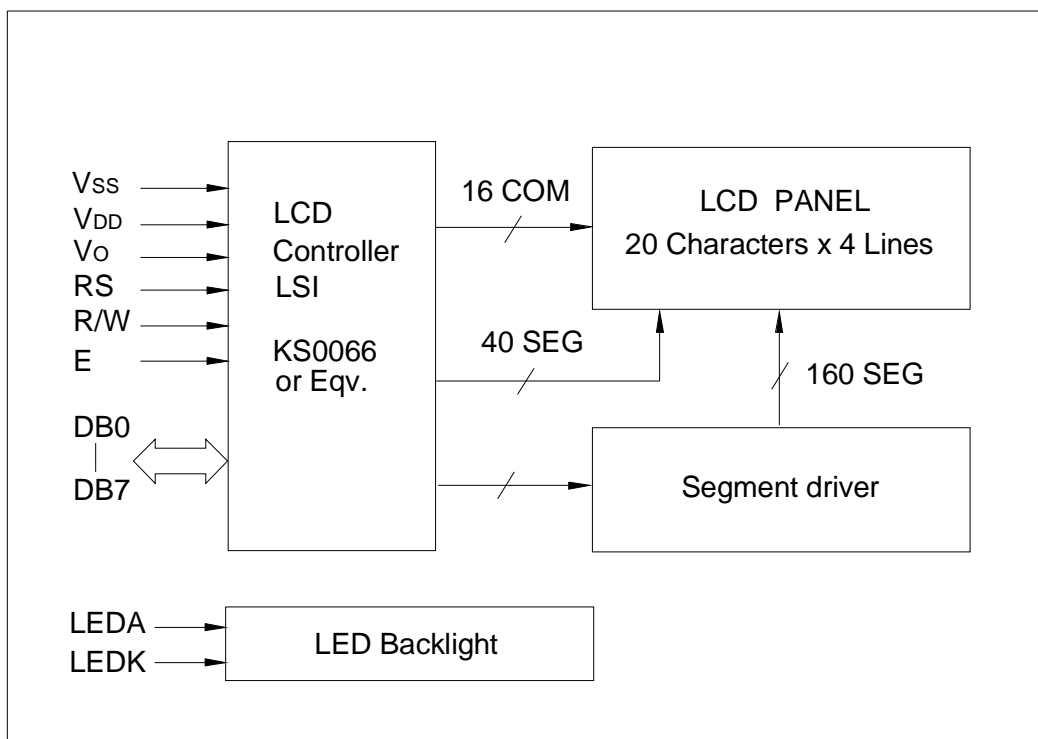 VSS
VDD
VO
RS
R/W
E
DB0
DB7
LCD
Controller
LSI
KS0066
or Eqv.
16 COM
40 SEG
LCD PANEL
20 Characters x 4 Lines
160 SEG
Segment driver
LEDA
LEDK
LED Backlight